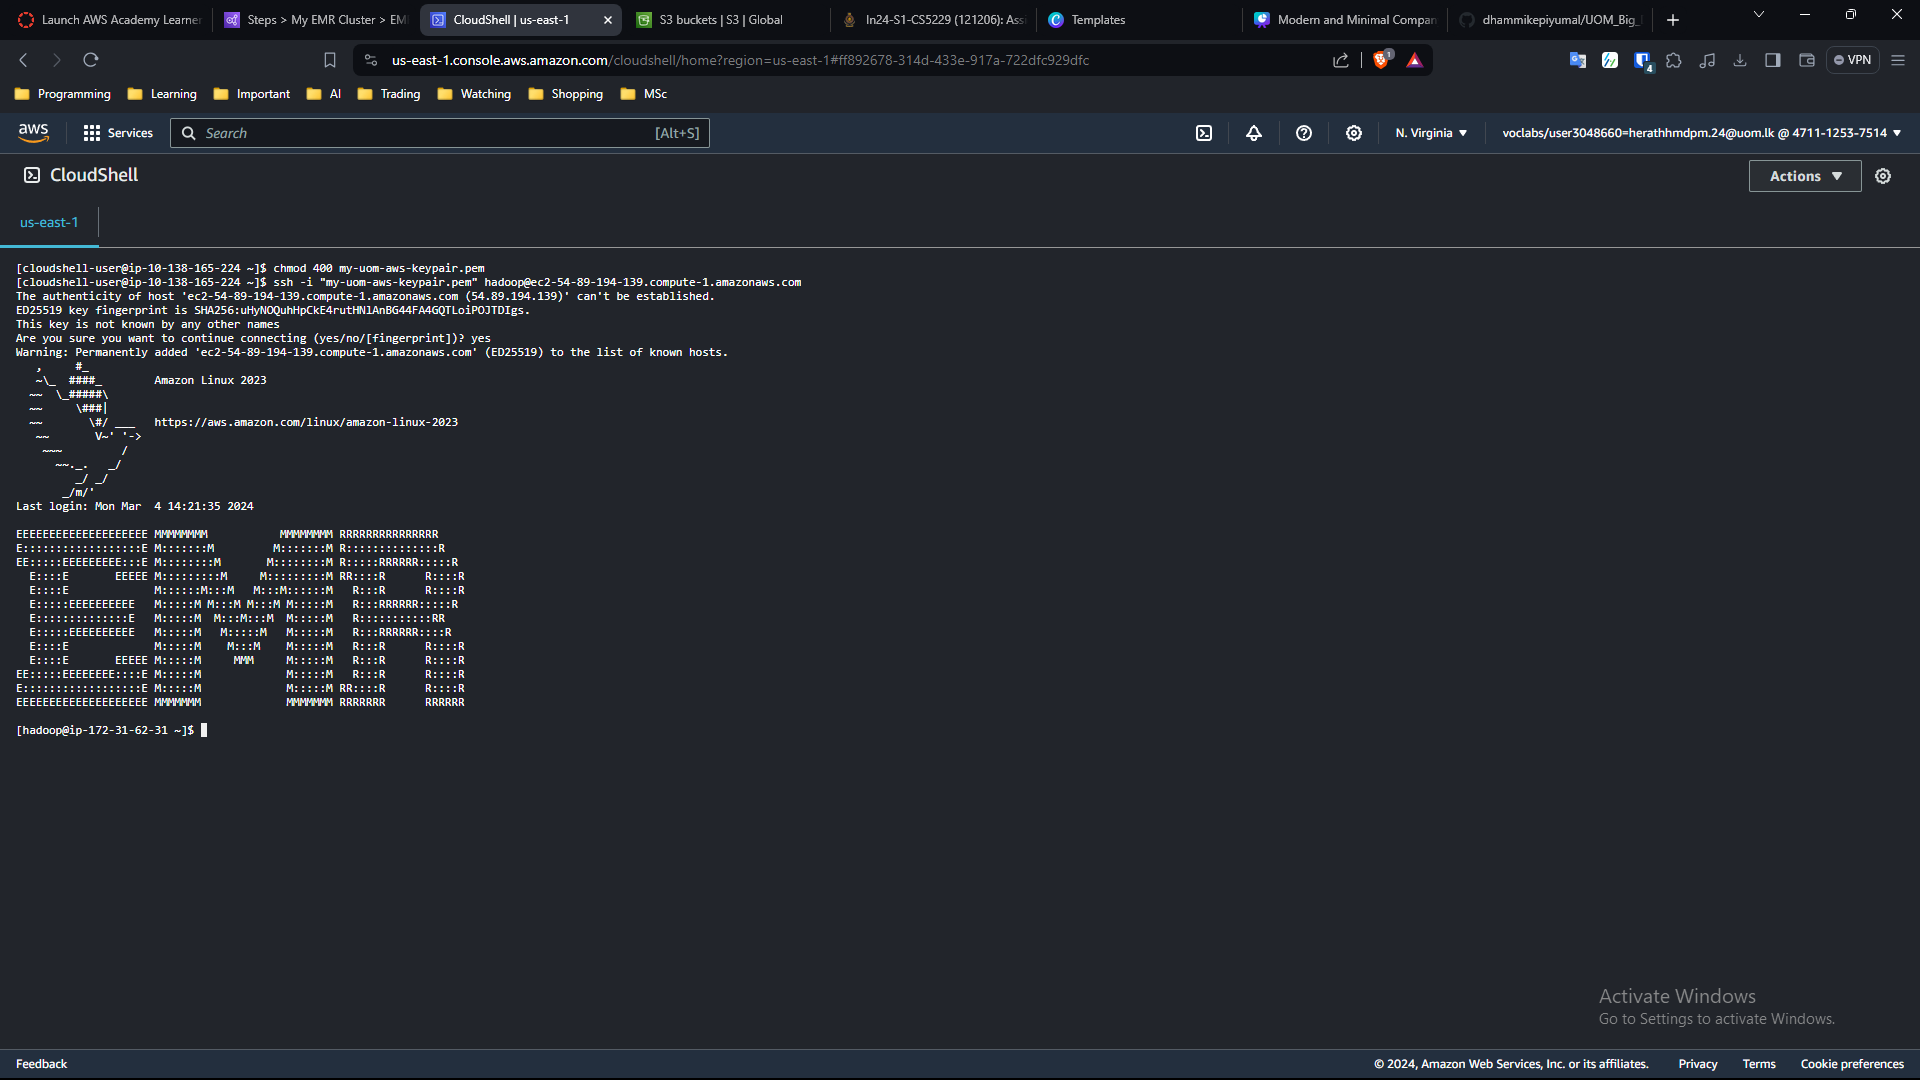 Launch AWS Academy Learner
Steps > My EMR Cluster > EM
CloudShell | us-east-1
S3 buckets | S3 | Global
In24-S1-CS5229 (121206): Assi
Templates
Modern and Minimal Compan
dhammikepiyumal/UOM_Big_
us-east-1.console.aws.amazon.com/cloudshell/home?region=us-east-1#ff892678-314d-433e-917a-722dfc929dfc
1
4
VPN
Programming
Learning
Important
AI
Trading
Watching
Shopping
MSc
aws
Services
Search
[Alt+S]
N. Virginia
voclabs/user3048660=herathhmdpm.24@uom.lk @ 4711-1253-7514
CloudShell
Actions
us-east-1
[cloudshell-user@ip-10-138-165-224 ~]$ chmod 400 my-uom-aws-keypair.pem
[cloudshell-user@ip-10-138-165-224 ~]$ ssh -i "my-uom-aws-keypair.pem" hadoop@ec2-54-89-194-139.compute-1.amazonaws.com
The authenticity of host 'ec2-54-89-194-139.compute-1.amazonaws.com (54.89.194.139)' can't be established.
ED25519 key fingerprint is SHA256:uHyNOQuhHpCkE4rutHNlAnBG44FA4GQTLoiPOJTDIgs.
This key is not known by any other names
Are you sure you want to continue connecting (yes/no/[fingerprint])? yes
Warning: Permanently added 'ec2-54-89-194-139.compute-1.amazonaws.com' (ED25519) to the list of known hosts.
   ,     #_
   ~\_  ####_        Amazon Linux 2023
  ~~  \_#####\
  ~~     \###|
  ~~       \#/ ___   https://aws.amazon.com/linux/amazon-linux-2023
   ~~       V~' '->
    ~~~         /
      ~~._.   _/
         _/ _/
       _/m/'
Last login: Mon Mar  4 14:21:35 2024
EEEEEEEEEEEEEEEEEEEE MMMMMMMM           MMMMMMMM RRRRRRRRRRRRRRR
E::::::::::::::::::E M:::::::M         M:::::::M R::::::::::::::R
EE:::::EEEEEEEEE:::E M::::::::M       M::::::::M R:::::RRRRRR:::::R
  E::::E       EEEEE M:::::::::M     M:::::::::M RR::::R      R::::R
  E::::E             M::::::M:::M   M:::M::::::M   R:::R      R::::R
  E:::::EEEEEEEEEE   M:::::M M:::M M:::M M:::::M   R:::RRRRRR:::::R
  E::::::::::::::E   M:::::M  M:::M:::M  M:::::M   R:::::::::::RR
  E:::::EEEEEEEEEE   M:::::M   M:::::M   M:::::M   R:::RRRRRR::::R
  E::::E             M:::::M    M:::M    M:::::M   R:::R      R::::R
  E::::E       EEEEE M:::::M     MMM     M:::::M   R:::R      R::::R
EE:::::EEEEEEEE::::E M:::::M             M:::::M   R:::R      R::::R
E::::::::::::::::::E M:::::M             M:::::M RR::::R      R::::R
EEEEEEEEEEEEEEEEEEEE MMMMMMM             MMMMMMM RRRRRRR      RRRRRR
[hadoop@ip-172-31-62-31 ~]$
Activate Windows
Go to Settings to activate Windows.
Feedback
© 2024, Amazon Web Services, Inc. or its affiliates.
Privacy
Terms
Cookie preferences